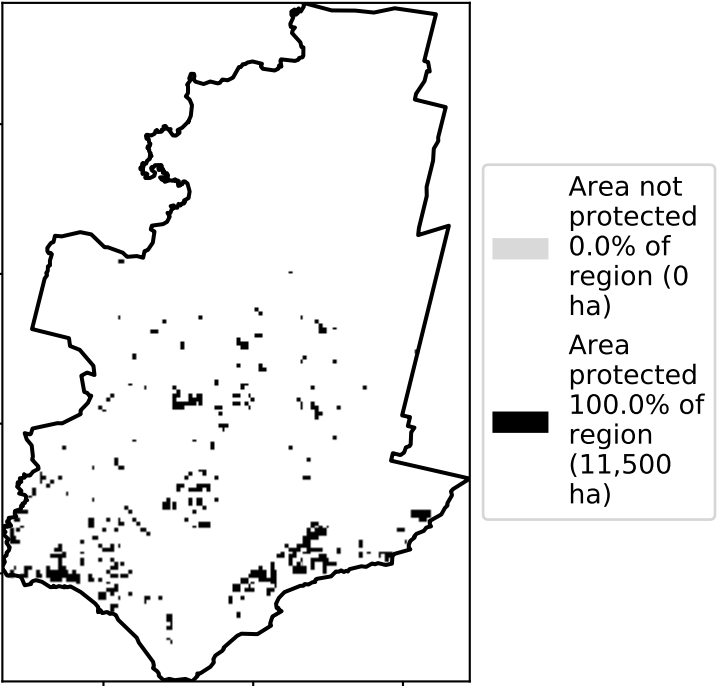 Area not
protected
0.0% of
region (0
ha)
Area
protected
100.0% of
region
(11,500
ha)